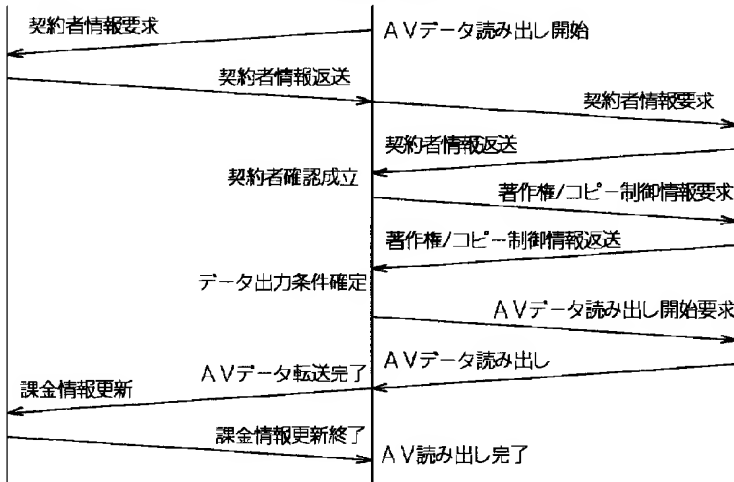 契約者情報要求
AVデータ読み出し開始
契約者情報返送
契約者情報要求
契約者情報返送
契約者確認成立
著作権/コピー制御情報要求
著作権/コピー制御情報返送
データ出力条件確定
AVデータ読み出し開始要求
AVデータ読み出し
AVデータ転送完了
課金情報更新
課金情報更新終了
AV読み出し完了